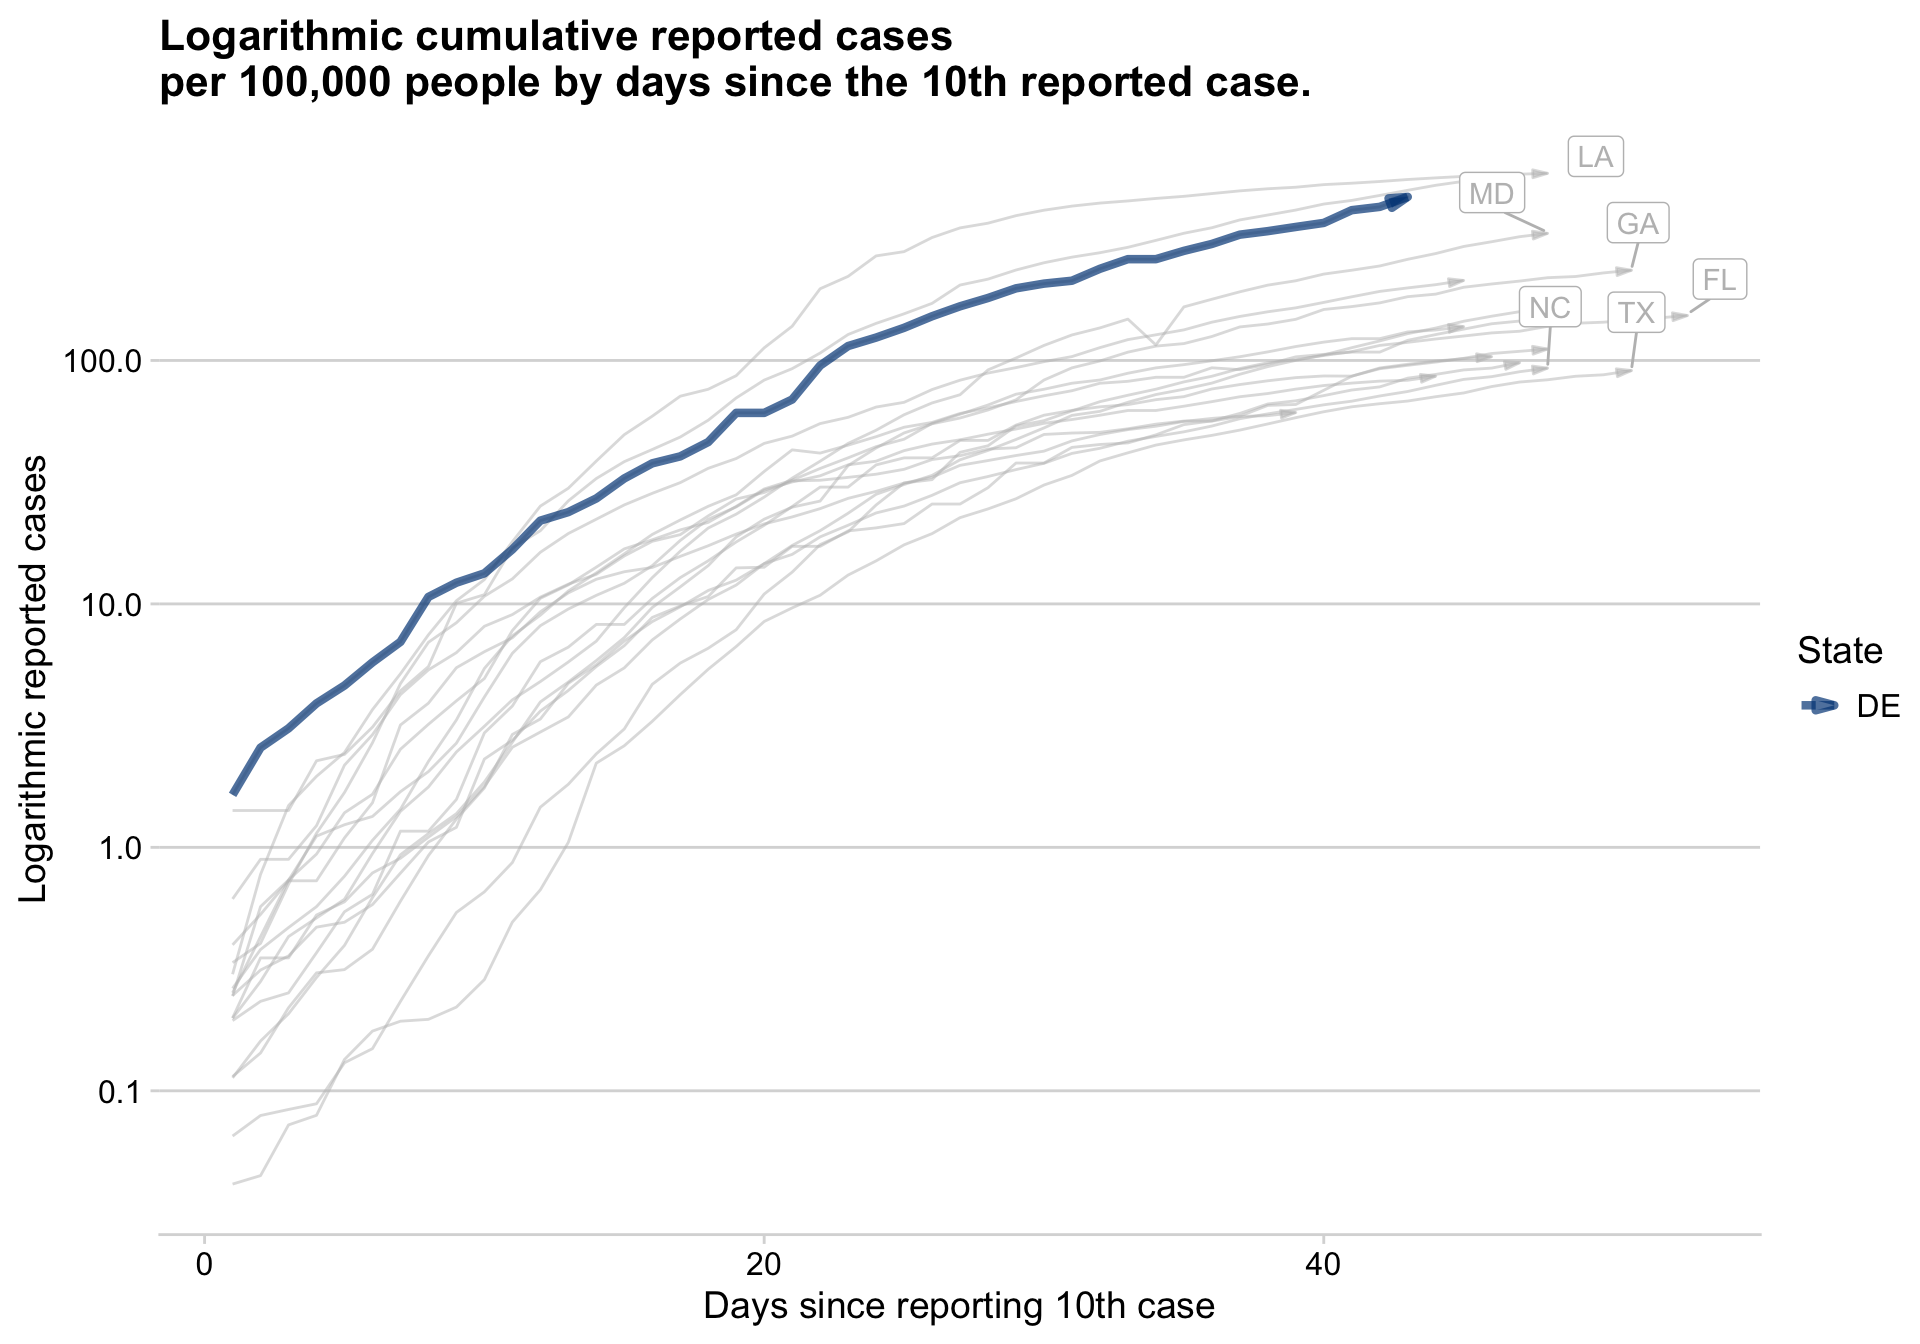 Logarithmic cumulative reported cases
per 100,000 people by days since the 10th reported case.
LA
MD
GA
FL
NC
TX
100.0
10.0
1.0
0.1
Logarithmic reported cases
State
DE
0
20
40
Days since reporting 10th case